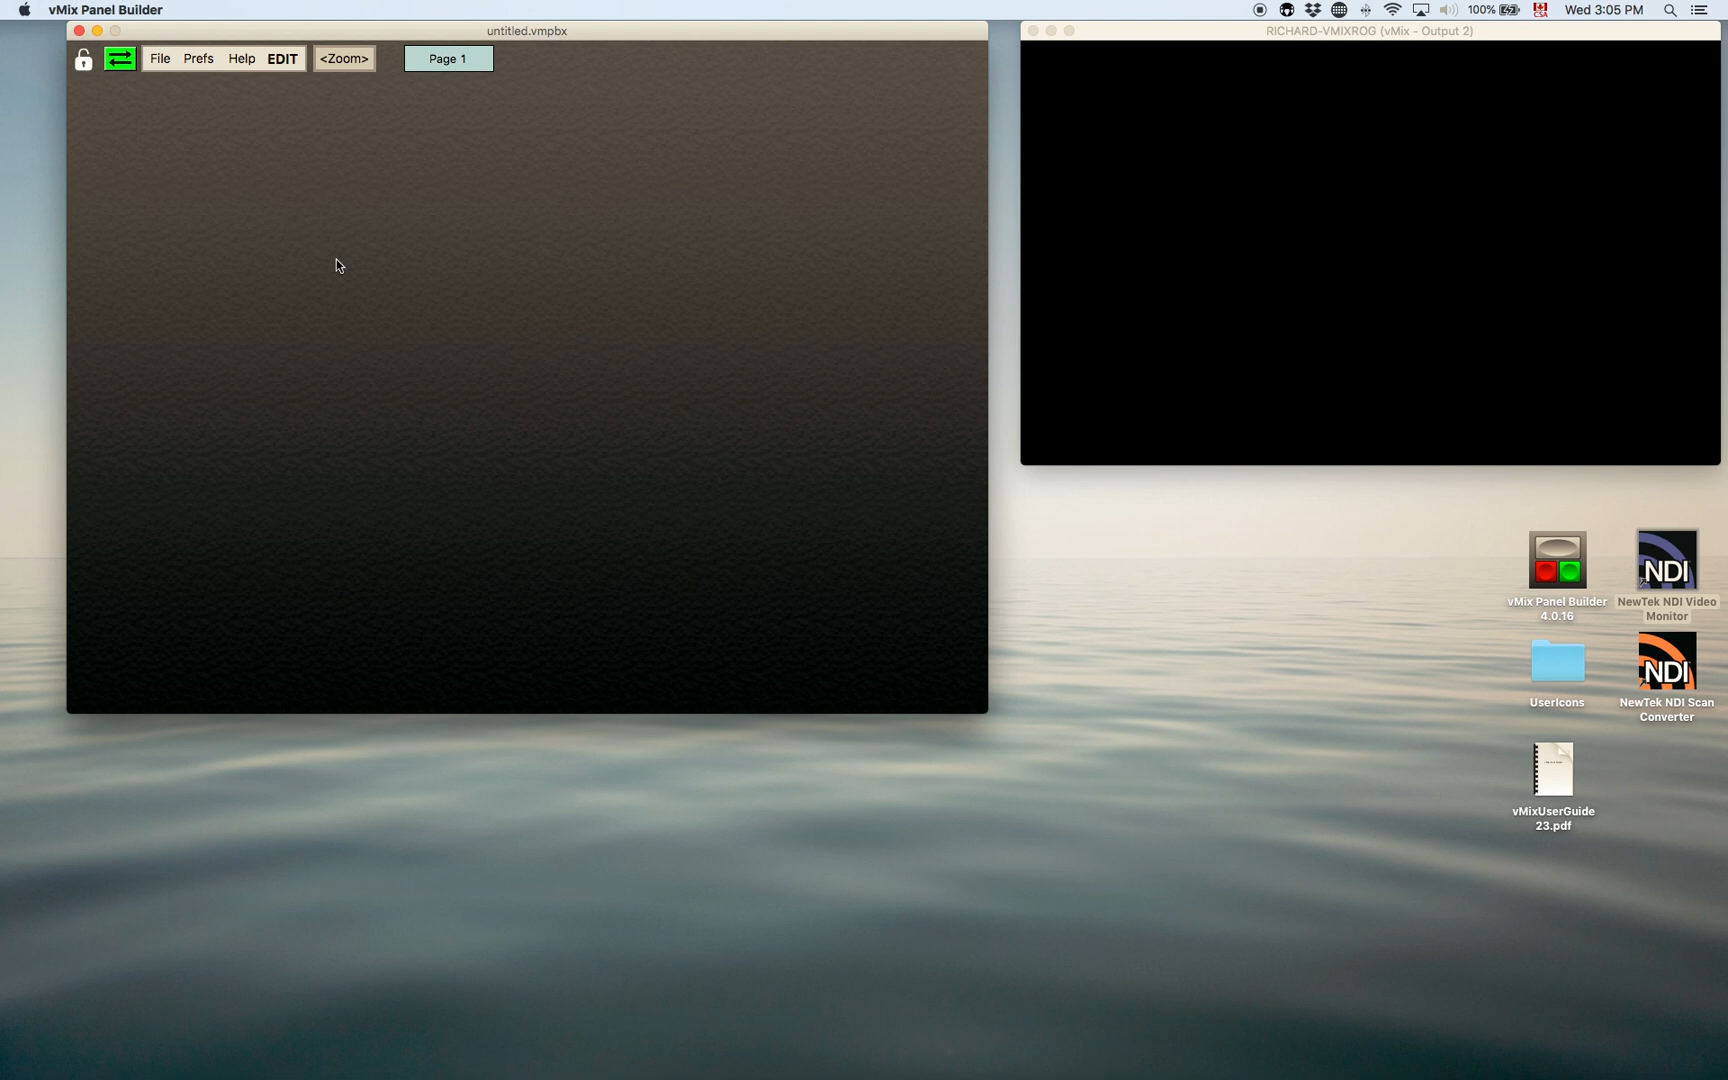 vMix Panel Builder
100%
CSA
Wed 3:05 PM
untitled.vmpbx
RICHARD-VMIXROG (vMix - Output 2)
File Prefs Help EDIT <Zoom> Page 1
NDI
vMix Panel Builder
4.0.16
NewTek NDI Video
Monitor
NDI
UserIcons
NewTek NDI Scan
Converter
vMixUserGuide
23.pdf